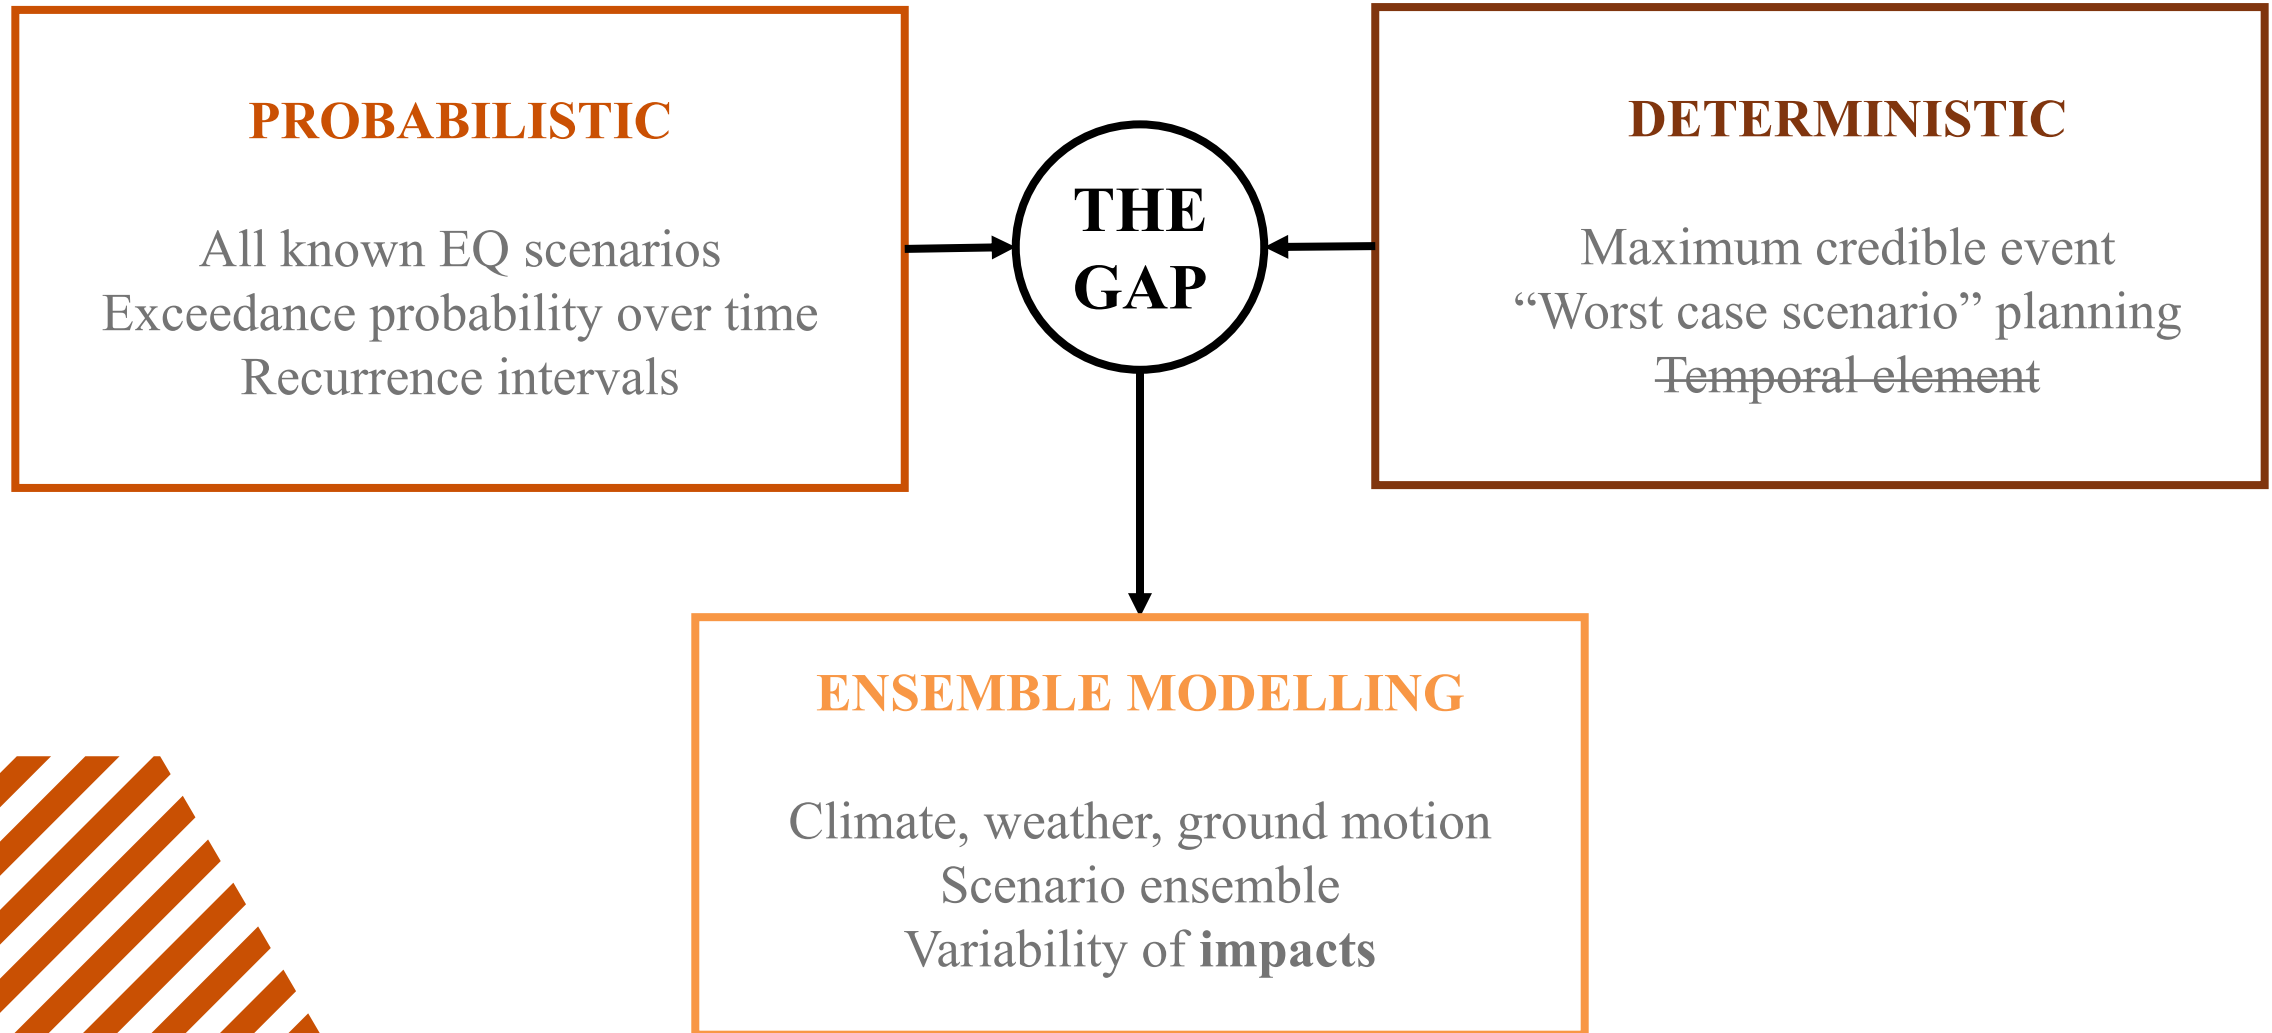 PROBABILISTIC
All known EQ scenarios
Exceedance probability over time
Recurrence intervals
THE
GAP
DETERMINISTIC
Maximum credible event
“Worst case scenario” planning
Temporal element
ENSEMBLE MODELLING
Climate, weather, ground motion
Scenario ensemble
Variability of impacts